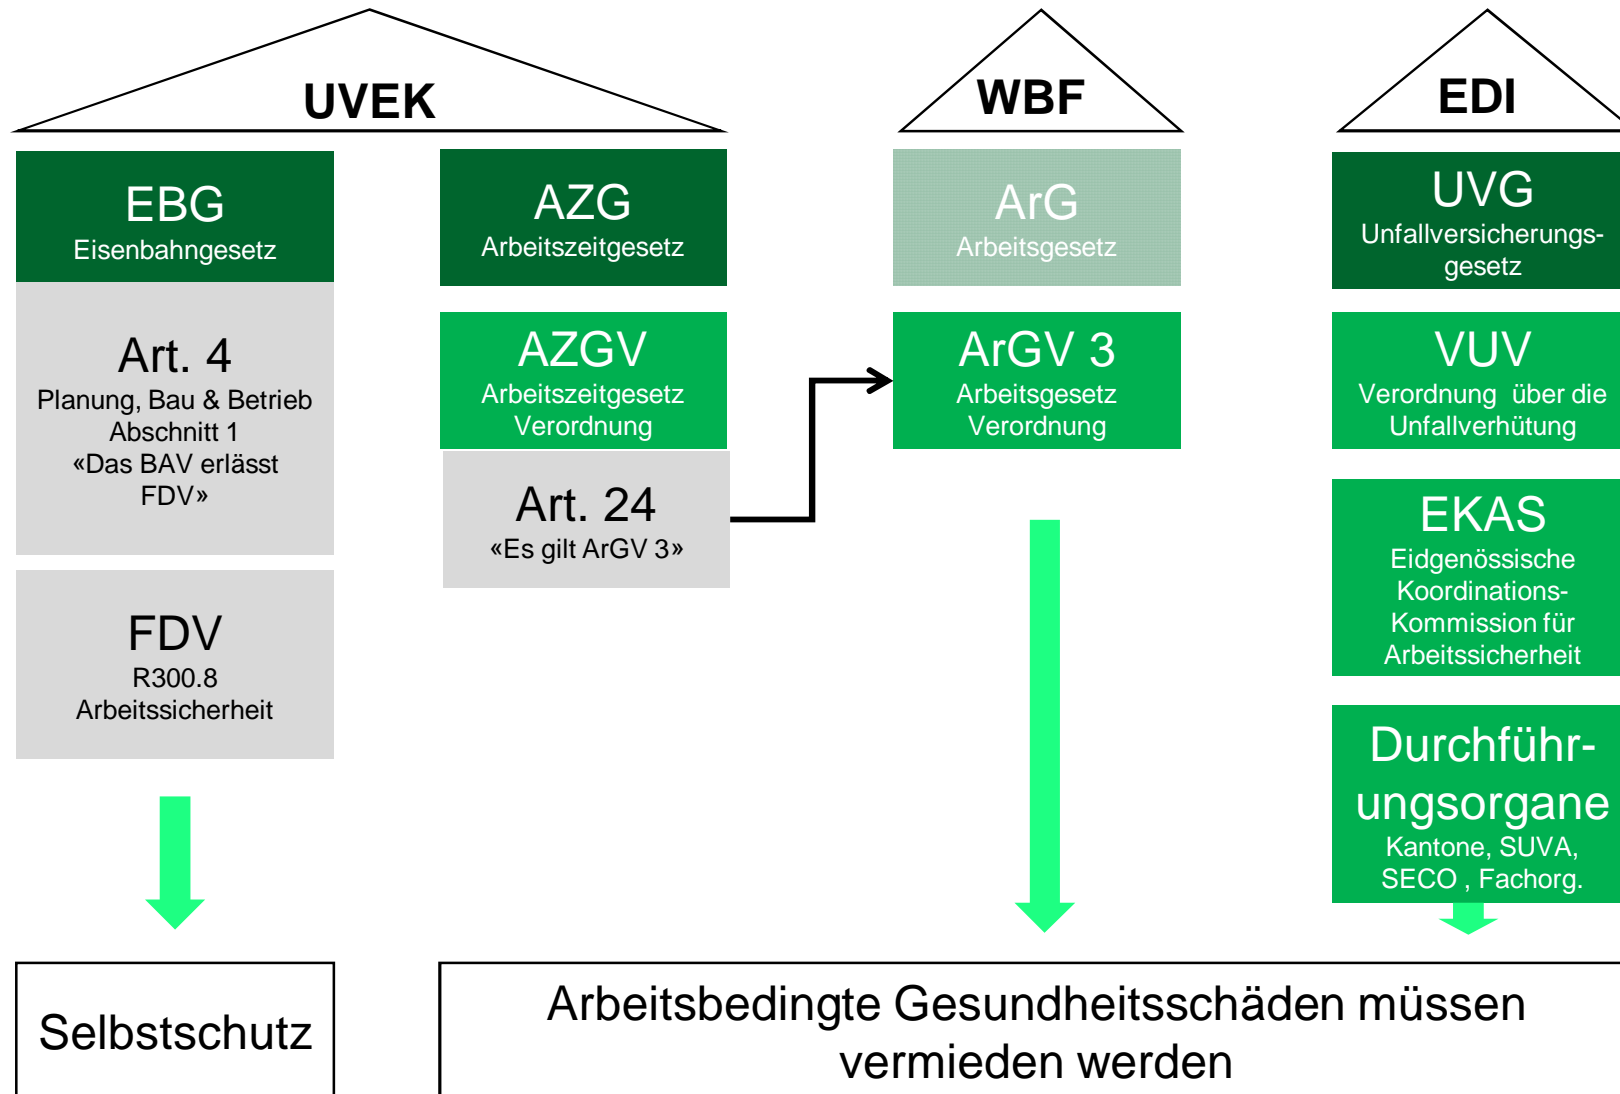 UVEK
WBF
EDI
EBG
Eisenbahngesetz
Art. 4
Planung, Bau & Betrieb
Abschnitt 1
«Das BAV erlässt
FDV»
FDV
R300.8
Arbeitssicherheit
AZG
Arbeitszeitgesetz
AZGV
Arbeitszeitgesetz
Verordnung
Art. 24
«Es gilt ArGV 3»
ArG
Arbeitsgesetz
ArGV 3
Arbeitsgesetz
Verordnung
UVG
Unfallversicherungs-
gesetz
VUV
Verordnung über die
Unfallverhütung
EKAS
Eidgenössische
Koordinations-
Kommission für
Arbeitssicherheit
Durchführ-
ungsorgane
Kantone, SUVA,
SECO , Fachorg.
Selbstschutz
Arbeitsbedingte Gesundheitsschäden müssen
vermieden werden